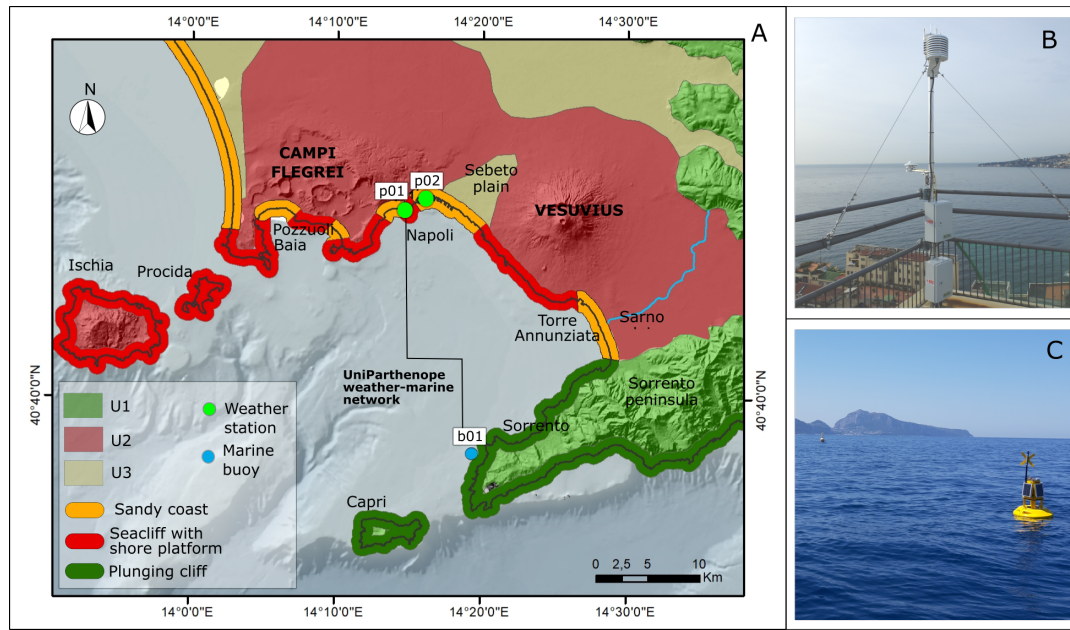 14°0'0"E 14°10'0"E 14°20'0"E 14°30'0"E
A
N
CAMPI
FLEGREI
p02
p01
Sebeto
plain
VESUVIUS
Napoli
Pozzuoli
Baia
Ischia
Procida
Torre
Annunziata
Sarno
UniParthenope
weather-marine
network
Sorrento
peninsula
b01
Sorrento
Capri
40°40'0"N
40°40'0"N
U1
U2
U3
Weather
station
Marine
buoy
Sandy coast
Seacliff with
shore platform
Plunging cliff
0 2,5 5 10
Km
14°0'0"E 14°10'0"E 14°20'0"E 14°30'0"E
B
C